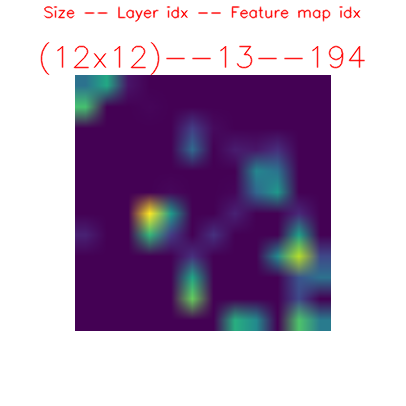 Size -- Layer idx -- Feature map idx
(12x12)--13--194